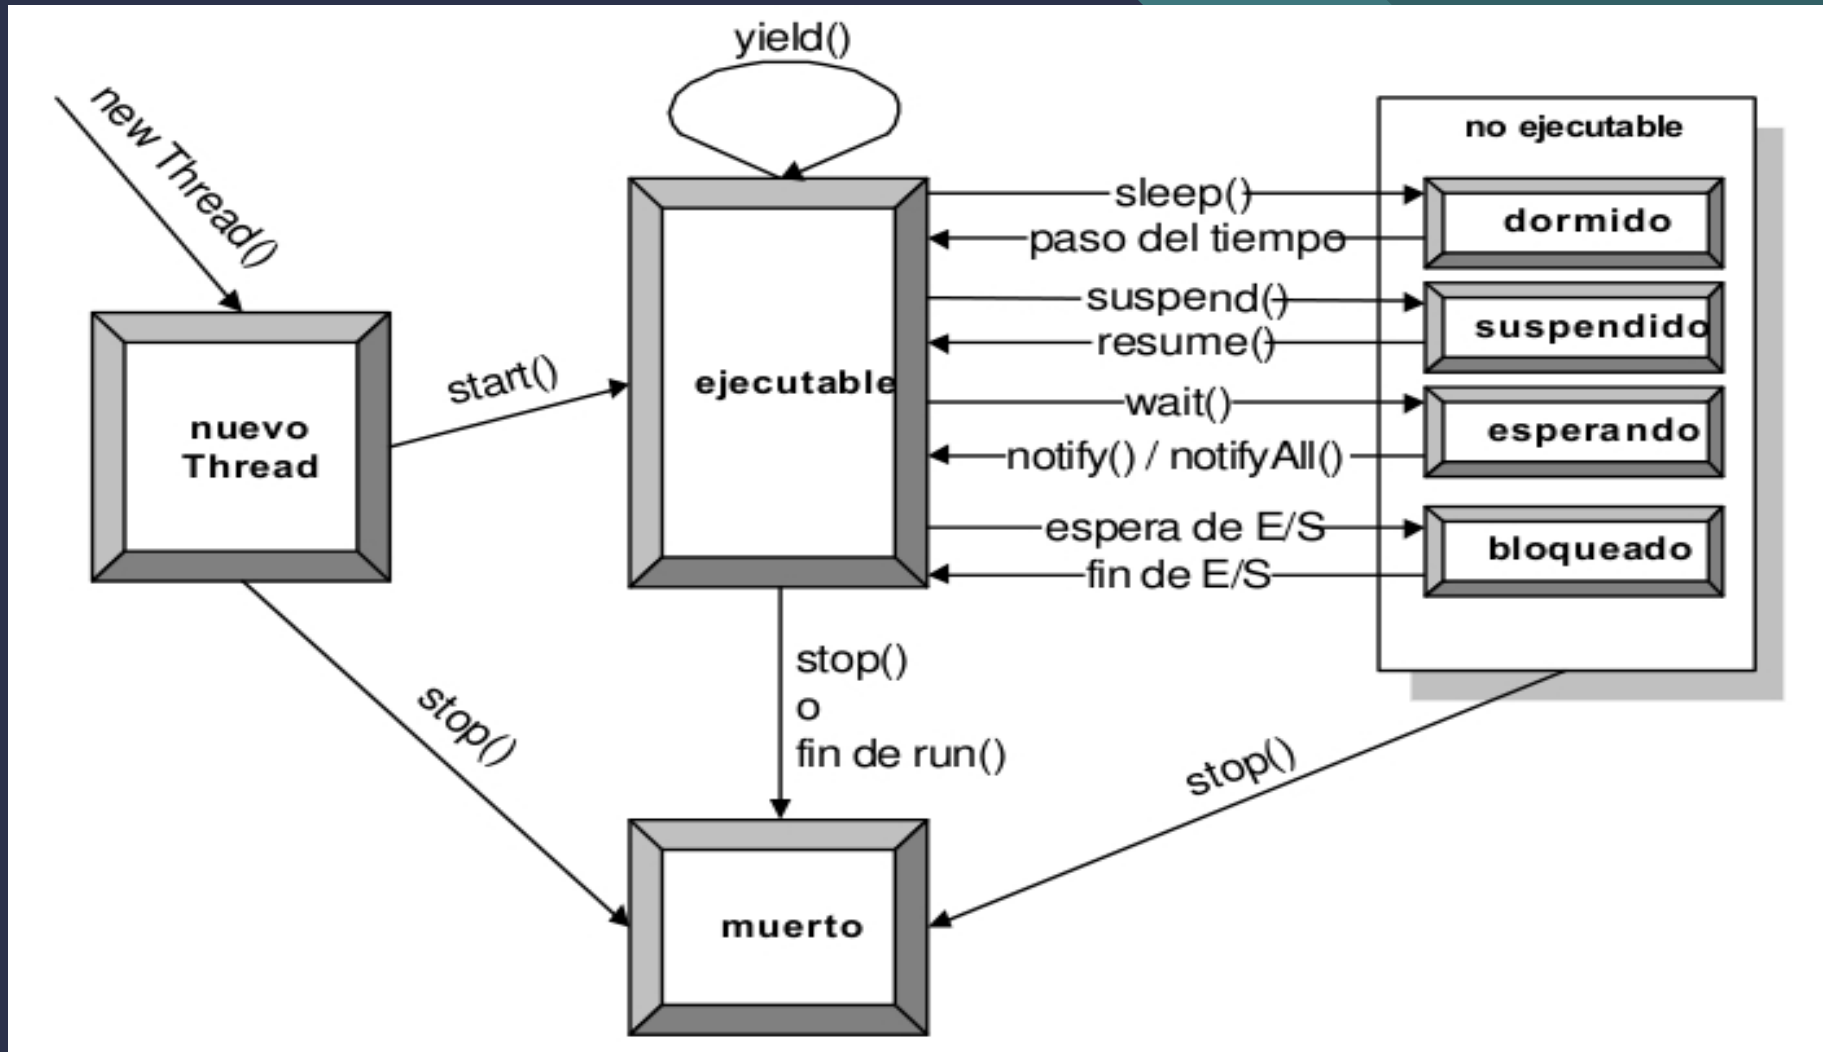 yield()
new Thread()
no ejecutable
sleep()
dormido
paso del tiempo
suspend()
suspendido
resume()
start()
ejecutable
wait()
esperando
nuevo
Thread
notify() / notifyAll()
espera de E/S
bloqueado
fin de E/S
stop()
o
fin de run()
stop()
stop()
muerto